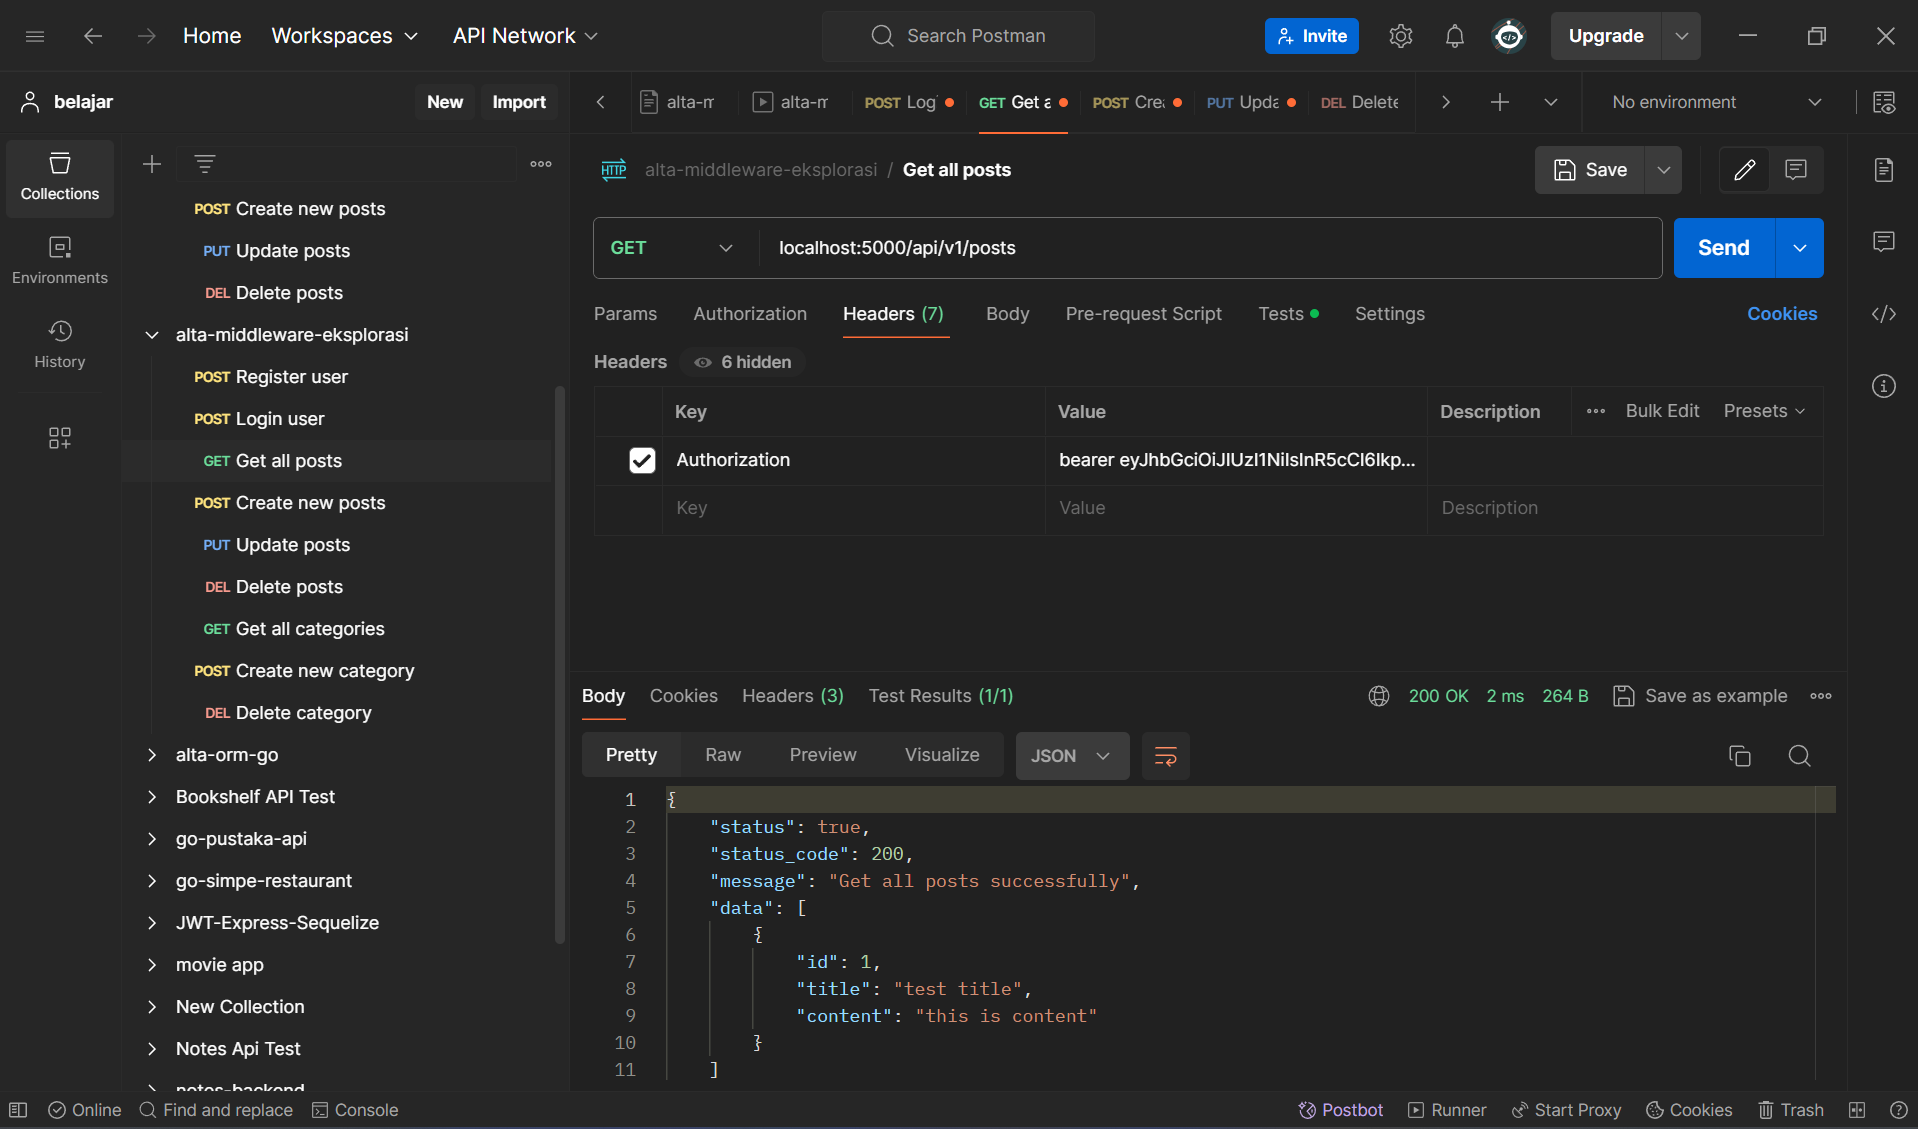 Home
Workspaces
API Network
Search Postman
Invite
Upgrade
belajar
New
Import
alta-m
alta-m
POST Log
GET Get a
POST Crea
PUT Upda
DEL Delete
No environment
Collections
Environments
History
POST Create new posts
PUT Update posts
DEL Delete posts
alta-middleware-eksplorasi
POST Register user
POST Login user
GET Get all posts
POST Create new posts
PUT Update posts
DEL Delete posts
GET Get all categories
POST Create new category
DEL Delete category
alta-orm-go
Bookshelf API Test
go-pustaka-api
go-simpe-restaurant
JWT-Express-Sequelize
movie app
New Collection
Notes Api Test
notes-backend
HTTP
alta-middleware-eksplorasi / Get all posts
Save
GET
localhost:5000/api/v1/posts
Send
Params
Authorization
Headers (7)
Body
Pre-request Script
Tests
Settings
Cookies
Headers
6 hidden
Key
Value
Description
Bulk Edit
Presets
Authorization
bearer eyJhbGciOiJIUzI1NiIsInR5cCI6Ikp...
Key
Value
Description
Body
Cookies
Headers (3)
Test Results (1/1)
200 OK
2 ms
264 B
Save as example
Pretty
Raw
Preview
Visualize
JSON
1 {
2 "status": true,
3 "status_code": 200,
4 "message": "Get all posts successfully",
5 "data": [
6 {
7 "id": 1,
8 "title": "test title",
9 "content": "this is content"
10 }
11 ]
Online
Find and replace
Console
Postbot
Runner
Start Proxy
Cookies
Trash